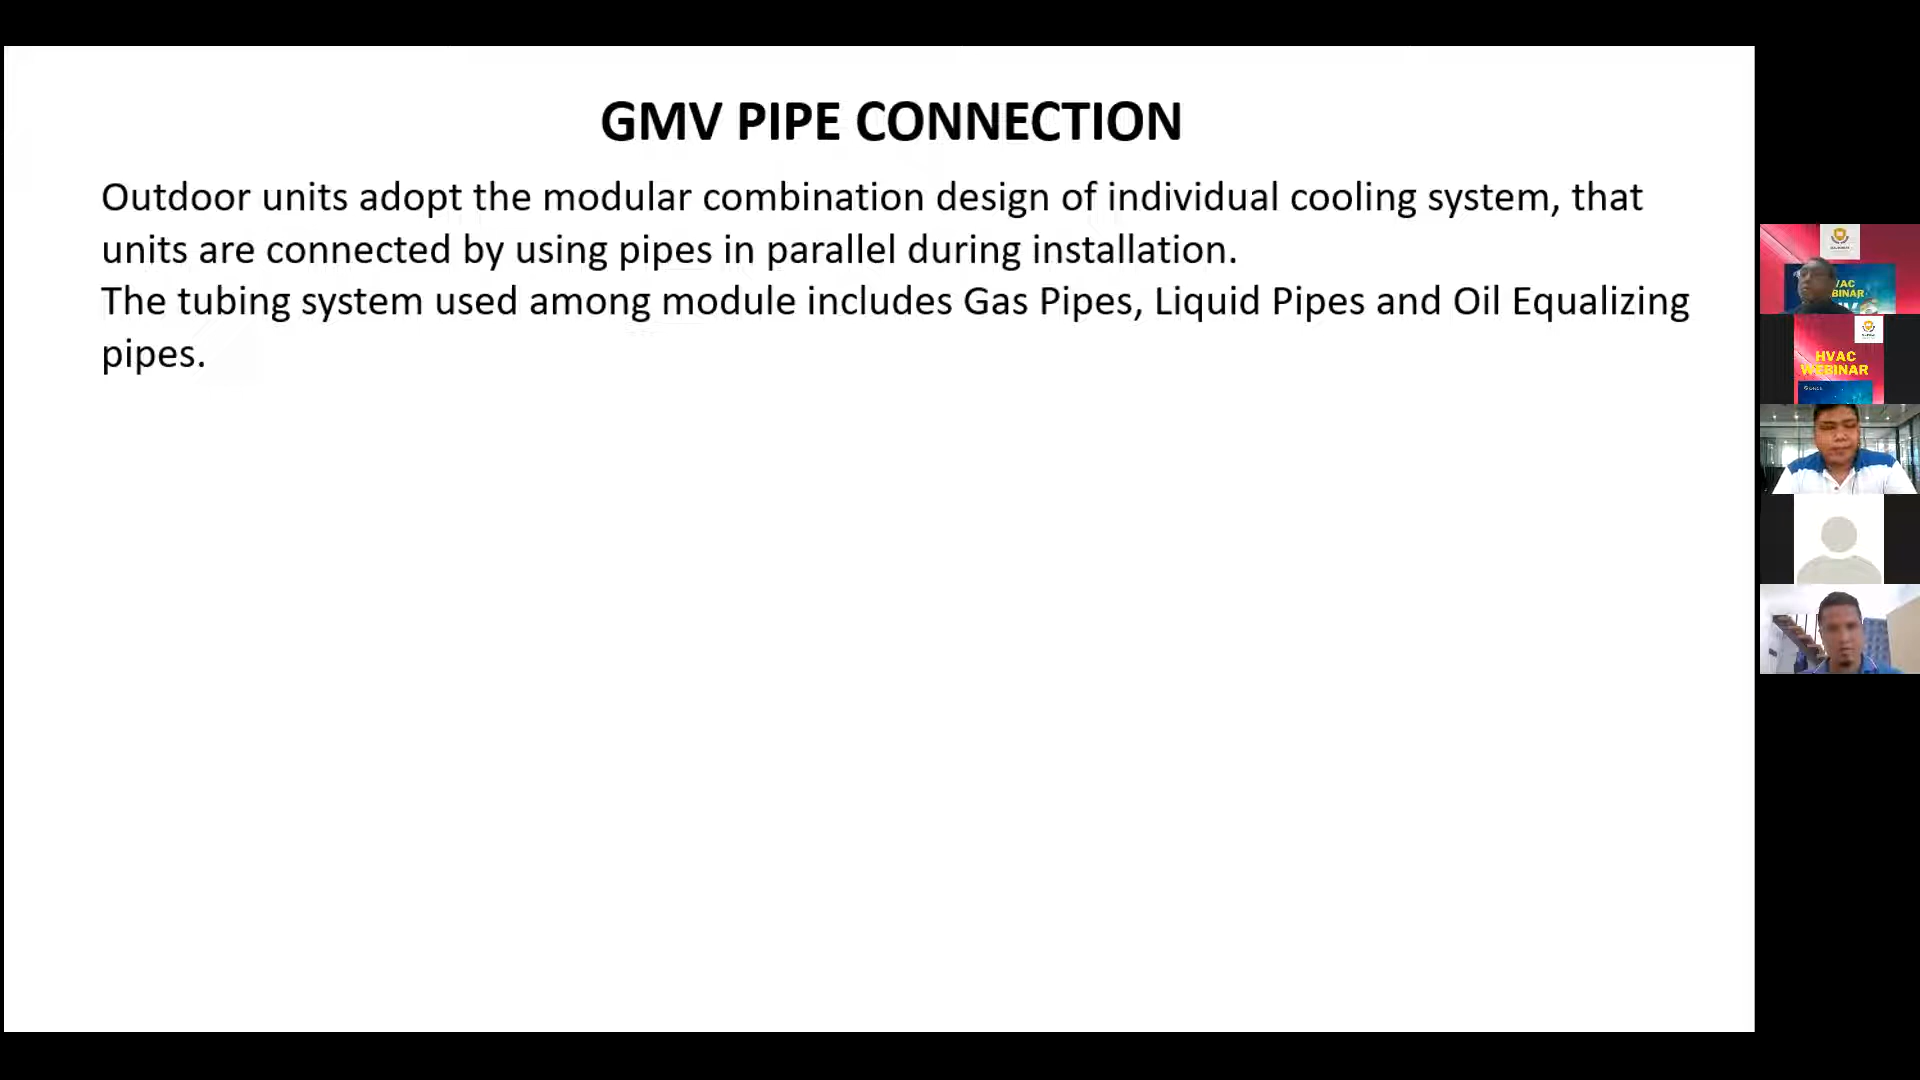 GMV PIPE CONNECTION
Outdoor units adopt the modular combination design of individual cooling system, that
units are connected by using pipes in parallel during installation.
The tubing system used among module includes Gas Pipes, Liquid Pipes and Oil Equalizing
pipes.
HVAC
WEBINAR